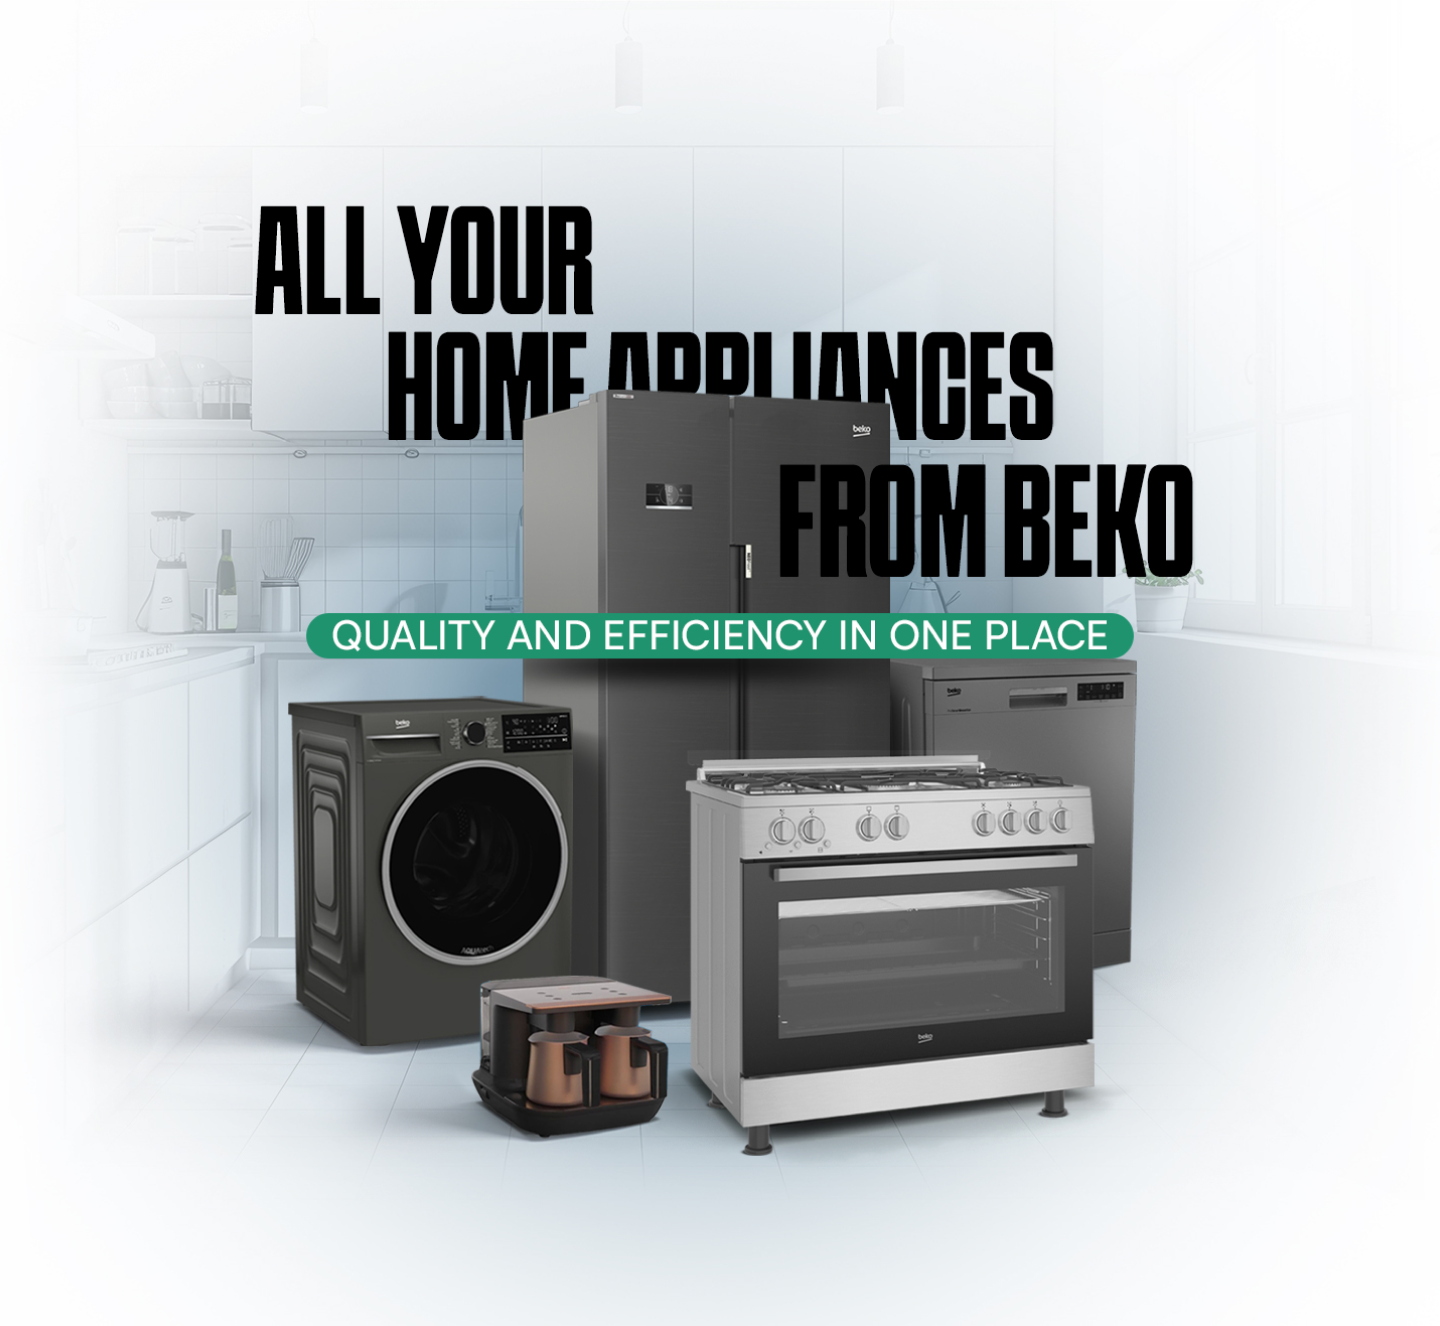 ALL YOUR
HOME APPLIANCES
beko
FROM BEKO
QUALITY AND EFFICIENCY IN ONE PLACE
beko
beko
beko